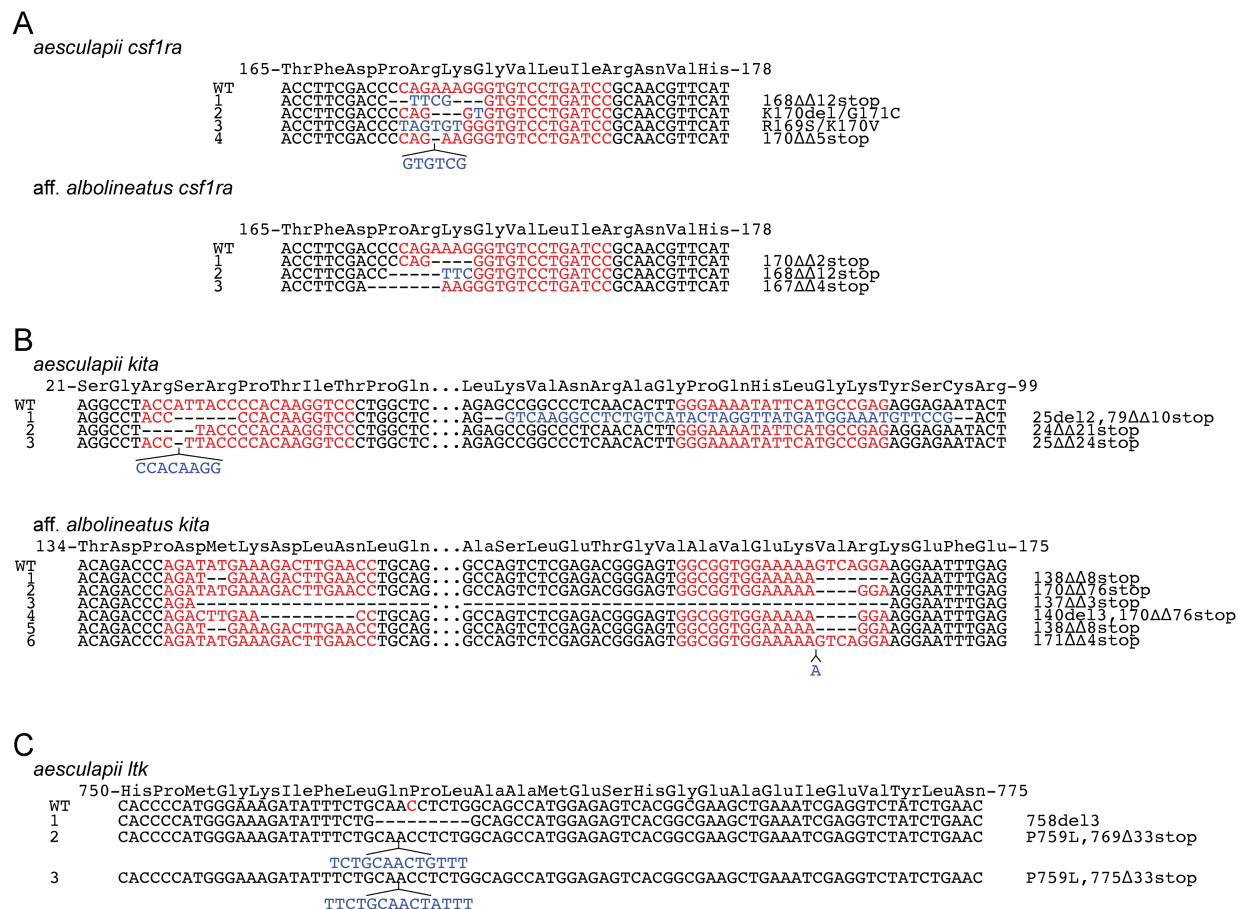 A
aesculapii csf1ra
165-ThrPheAspProArgLysGlyValLeuIleArgAsnValHis-178
WT ACCTTCGACCCCAGAAAGGGTGTCCTGATCCGCAACGTTCAT
1 ACCTTCGACC--TTCG---GTGTCCTGATCCGCAACGTTCAT 168ΔΔ12stop
2 ACCTTCGACCCCAG---GTGTGTCCTGATCCGCAACGTTCAT K170del/G171C
3 ACCTTCGACCCTAGTGTGGGTGTCCTGATCCGCAACGTTCAT R169S/K170V
4 ACCTTCGACCCCAG-AAGGGTGTCCTGATCCGCAACGTTCAT 170ΔΔ5stop
GTGTCG
aff. albolineatus csf1ra
165-ThrPheAspProArgLysGlyValLeuIleArgAsnValHis-178
WT ACCTTCGACCCCAGAAAGGGTGTCCTGATCCGCAACGTTCAT
1 ACCTTCGACCCCAG----GGTGTCCTGATCCGCAACGTTCAT 170ΔΔ2stop
2 ACCTTCGACC-----TTCGGTGTCCTGATCCGCAACGTTCAT 168ΔΔ12stop
3 ACCTTCGA-------AAGGGTGTCCTGATCCGCAACGTTCAT 167ΔΔ4stop
B
aesculapii kita
21-SerGlyArgSerArgProThrIleThrProGln...LeuLysValAsnArgAlaGlyProGlnHisLeuGlyLysTyrSerCysArg-99
WT AGGCCTACCATTACCCCCACAAGGTCCCCTGGCTC...AGAGCCGGCCCTCAACACTTGGGAAAATATTCATGCCGAGAGGAGAATACT
1 AGGCCTACC------CCACAAGGTCCCCTGGCTC...AG--GTCAAGGCCTCTGTCATACTAGGTTATGATGGAAATGTTCCG--ACT 25del2,79ΔΔ10stop
2 AGGCCT-----TACCCCCACAAGGTCCCCTGGCTC...AGAGCCGGCCCTCAACACTTGGGAAAATATTCATGCCGAGAGGAGAATACT 24ΔΔ21stop
3 AGGCCTACC-TTACCCCCACAAGGTCCCCTGGCTC...AGAGCCGGCCCTCAACACTTGGGAAAATATTCATGCCGAGAGGAGAATACT 25ΔΔ24stop
CCACAAGG
aff. albolineatus kita
134-ThrAspProAspMetLysAspLeuAsnLeuGln...AlaSerLeuGluThrGlyValAlaValGluLysValArgLysGluPheGlu-175
WT ACAGACCCAGATATGAAAGACTTGAACCTGCAG...GCCAGTCTCGAGACGGGAGTGGCGGTGGAAAAAGTCAGGAAGGAATTTGAG
1 ACAGACCCAGAT--GAAAGACTTGAACCTGCAG...GCCAGTCTCGAGACGGGAGTGGCGGTGGAAAAA-------AGGAATTTGAG 138ΔΔ8stop
2 ACAGACCCAGATATGAAAGACTTGAACCTGCAG...GCCAGTCTCGAGACGGGAGTGGCGGTGGAAAAA----GGAAGGAATTTGAG 170ΔΔ76stop
3 ACAGACCCAGA-----------------------------------------------------------------AGGAATTTGAG 137ΔΔ3stop
4 ACAGACCCAGACTTGAA---------CCTGCAG...GCCAGTCTCGAGACGGGAGTGGCGGTGGAAAAA----GGAAGGAATTTGAG 140del3,170ΔΔ76stop
5 ACAGACCCAGAT--GAAAGACTTGAACCTGCAG...GCCAGTCTCGAGACGGGAGTGGCGGTGGAAAAA----GGAAGGAATTTGAG 138ΔΔ8stop
6 ACAGACCCAGATATGAAAGACTTGAACCTGCAG...GCCAGTCTCGAGACGGGAGTGGCGGTGGAAAAAGTCAGGAAGGAATTTGAG 171ΔΔ4stop
A
C
aesculapii ltk
750-HisProMetGlyLysIlePheLeuGlnProLeuAlaAlaMetGluSerHisGlyGluAlaGluIleGluValTyrLeuAsn-775
WT CACCCCATGGGAAAGATATTTCTGCAACCTCTGGCAGCCATGGAGAGTCACGGCGAAGCTGAAATCGAGGTCTATCTGAAC
1 CACCCCATGGGAAAGATATTTCTG---------GCAGCCATGGAGAGTCACGGCGAAGCTGAAATCGAGGTCTATCTGAAC 758del3
2 CACCCCATGGGAAAGATATTTCTGCAACCTCTGGCAGCCATGGAGAGTCACGGCGAAGCTGAAATCGAGGTCTATCTGAAC P759L,769Δ33stop
TCTGCAACTGTTT
3 CACCCCATGGGAAAGATATTTCTGCAACCTCTGGCAGCCATGGAGAGTCACGGCGAAGCTGAAATCGAGGTCTATCTGAAC P759L,775Δ33stop
TTCTGCAACTATTT